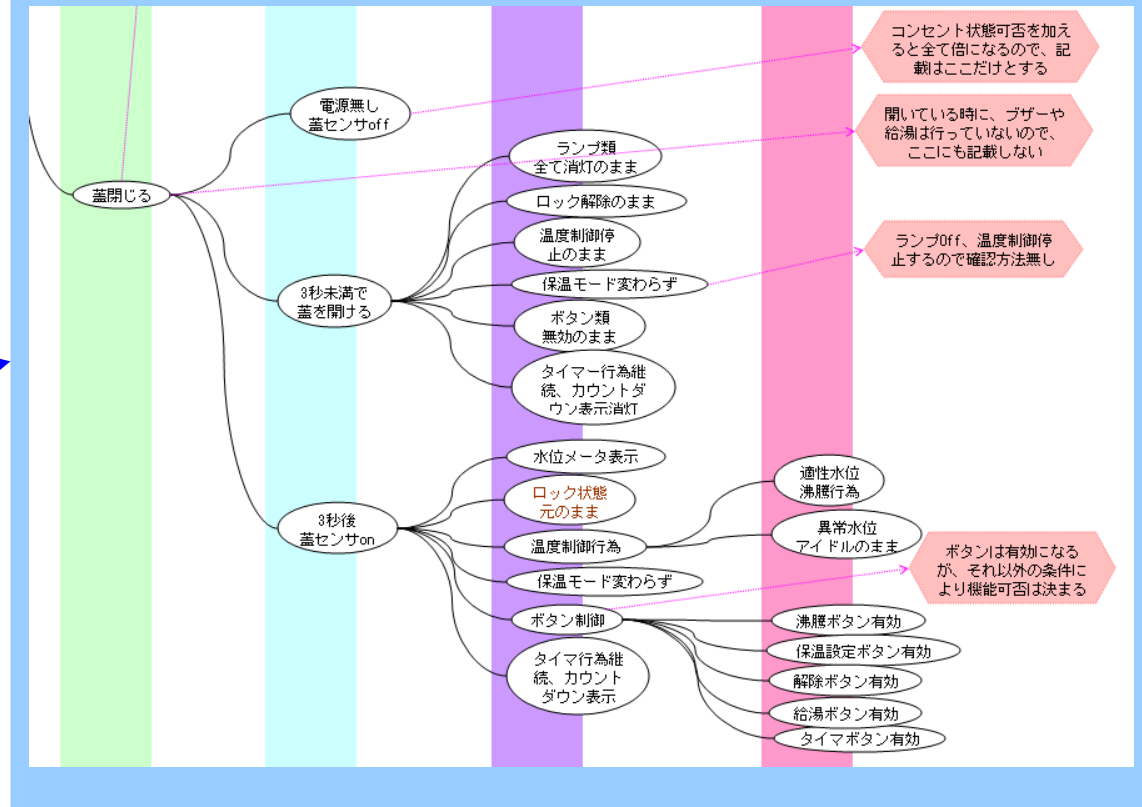 コンセント状態可否を加え
ると全て倍になるので、記
載はここだけとする
電源無し
蓋センサoff
開いている時に、ブザーや
給湯は行っていないので、
ここにも記載しない
ランプ類
全て消灯のまま
蓋閉じる
ロック解除のまま
温度制御停
止のまま
ランプOff、温度制御停
止するので確認方法無し
3秒未満で
蓋を開ける
保温モード変わらず
ボタン類
無効のまま
タイマー行為継
続、カウントダ
ウン表示消灯
水位メータ表示
適性水位
沸騰行為
ロック状態
元のまま
3秒後
蓋センサon
温度制御行為
異常水位
アイドルのまま
ボタンは有効になる
が、それ以外の条件に
より機能可否は決まる
保温モード変わらず
ボタン制御
沸騰ボタン有効
保温設定ボタン有効
タイマ行為継
続、カウント
ダウン表示
解除ボタン有効
給湯ボタン有効
タイマボタン有効